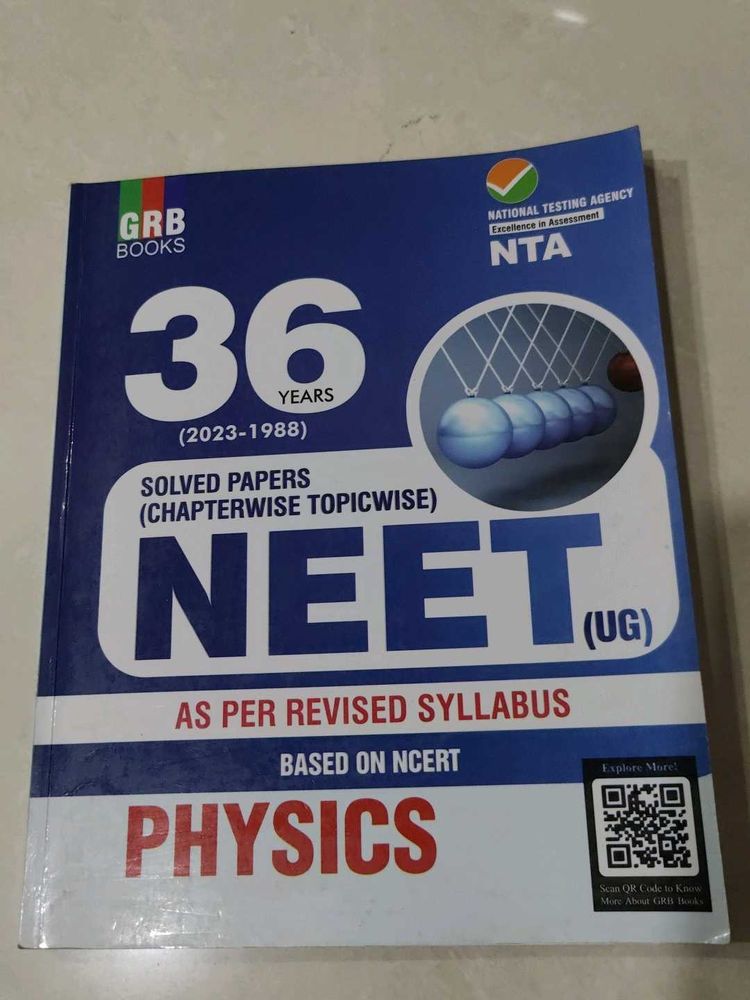 GRB
BOOKS
NATIONAL TESTING AGENCY
Excellence in Assessment
NTA
36
YEARS
(2023-1988)
SOLVED PAPERS
(CHAPTERWISE TOPICWISE)
NEET
(UG)
AS PER REVISED SYLLABUS
BASED ON NCERT
PHYSICS
Explore More!
Scan QR Code to Know
More About GRB Books